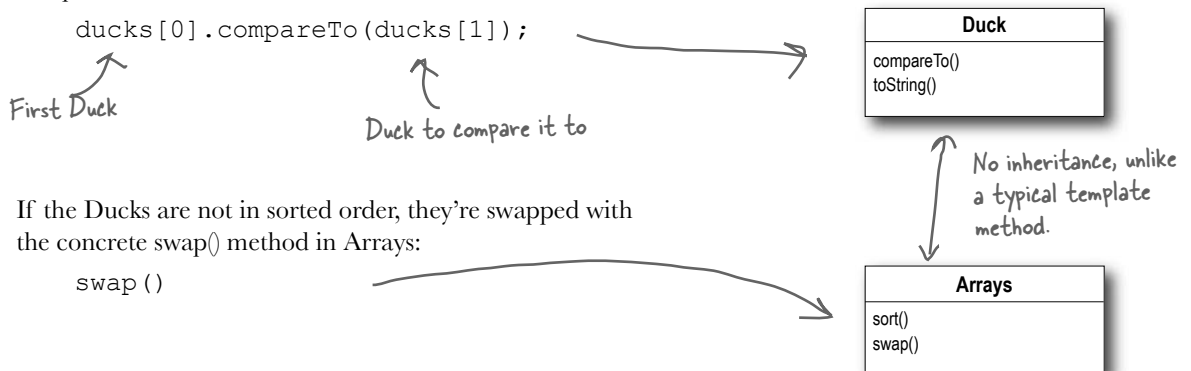 ducks[0].compareTo(ducks[1]);
First Duck
Duck to compare it to
Duck
compareTo()
toString()
No inheritance, unlike
a typical template
method.
If the Ducks are not in sorted order, they're swapped with
the concrete swap() method in Arrays:
swap()
Arrays
sort()
swap()